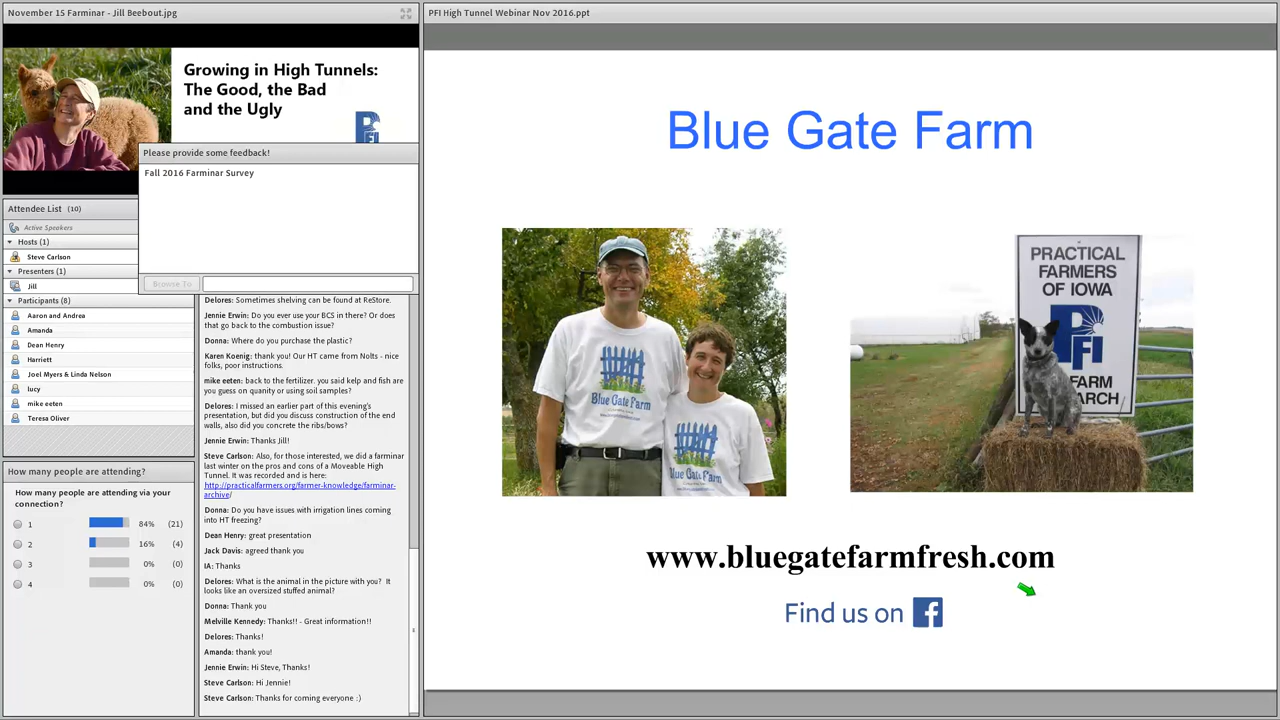 November 15 Farminar - Jill Beebout.jpg
Growing in High Tunnels:
The Good, the Bad
and the Ugly
PFI
Please provide some feedback!
Fall 2016 Farminar Survey
Browse To
Attendee List (10)
Active Speakers
Hosts (1)
Steve Carlson
Presenters (1)
Jill
Participants (8)
Aaron and Andrea
Amanda
Dean Henry
Harriett
Joel Myers & Linda Nelson
lucy
mike eeten
Teresa Oliver
Delores: Sometimes shelving can be found at ReStore.
Jennie Erwin: Do you ever use your BCS in there? Or does
that go back to the combustion issue?
Donna: Where do you purchase the plastic?
Karen Koenig: thank you! Our HT came from Nolts - nice
folks, poor instructions.
mike eeten: back to the fertilizer. you said kelp and fish are
you guess on quanity or using soil samples?
Delores: I missed an earlier part of this evening's
presentation, but did you discuss construction of the end
walls, also did you concrete the ribs/bows?
Jennie Erwin: Thanks Jill!
Steve Carlson: Also, for those interested, we did a farminar
last winter on the pros and cons of a Moveable High
Tunnel. It was recorded and is here:
http://practicalfarmers.org/farmer-knowledge/farminar-
archive/
Donna: Do you have issues with irrigation lines coming
into HT freezing?
Dean Henry: great presentation
Jack Davis: agreed thank you
IA: Thanks
Delores: What is the animal in the picture with you? It
looks like an oversized stuffed animal?
Donna: Thank you
Melville Kennedy: Thanks!! - Great information!!
Delores: Thanks!
Amanda: thank you!
Jennie Erwin: Hi Steve, Thanks!
Steve Carlson: Hi Jennie!
Steve Carlson: Thanks for coming everyone :)
How many people are attending?
How many people are attending via your
connection?
1 84% (21)
2 16% (4)
3 0% (0)
4 0% (0)
PFI High Tunnel Webinar Nov 2016.ppt
Blue Gate Farm
Blue Gate Farm
Blue Gate Farm
PRACTICAL
FARMERS
OF IOWA
PFI
FARM
ARCH
www.bluegatefarmfresh.com
Find us on f